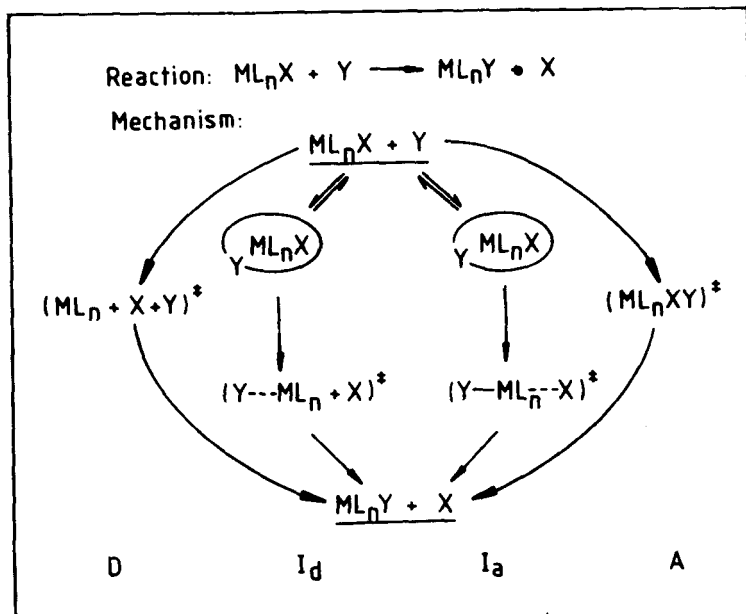 Reaction: MLnX + Y ⟶ MLnY • X
Mechanism:
MLnX + Y
Y MLnX
Y MLnX
(MLn + X + Y)‡
(MLnXY)‡
(Y---MLn + X)‡
(Y—MLn---X)‡
MLnY + X
D Id Ia A